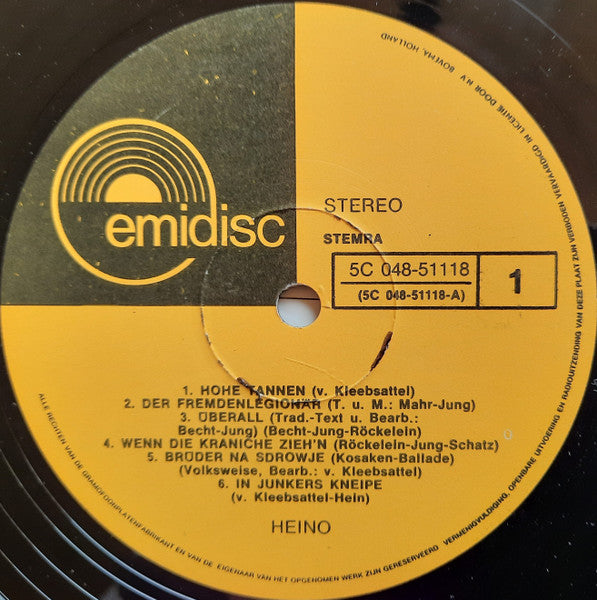 emidisc
STEREO
STEMRA
5C 048-51118
(5C 048-51118-A)
1
1. HOHE TANNEN (v. Kleebsattel)
2. DER FREMDENLEGIONÄR (T. u. M.: Mahr-Jung)
3. ÜBERALL (Trad.-Text u. Bearb.:
Becht-Jung) (Becht-Jung-Röckelein)
4. WENN DIE KRANICHE ZIEH'N (Röckelein-Jung-Schatz)
5. BRÜDER NA SDROWJE (Kosaken-Ballade)
(Volksweise, Bearb.: v. Kleebsattel)
6. IN JUNKERS KNEIPE
(v. Kleebsattel-Hein)
HEINO
ALLE RECHTEN VAN DE GRAMOFOONPLATENFABRIKANT EN VAN DE EIGENAAR VAN HET OPGENOMEN WERK ZIJN GERESERVEERD VERMENIGVULDIGING, OPENBARE UITVOERING EN RADIOUITZENDING VAN DEZE PLAAT ZIJN VERBODEN VERVAARDIGD IN LICENTIE DOOR N.V. BOVEMA, HOLLAND